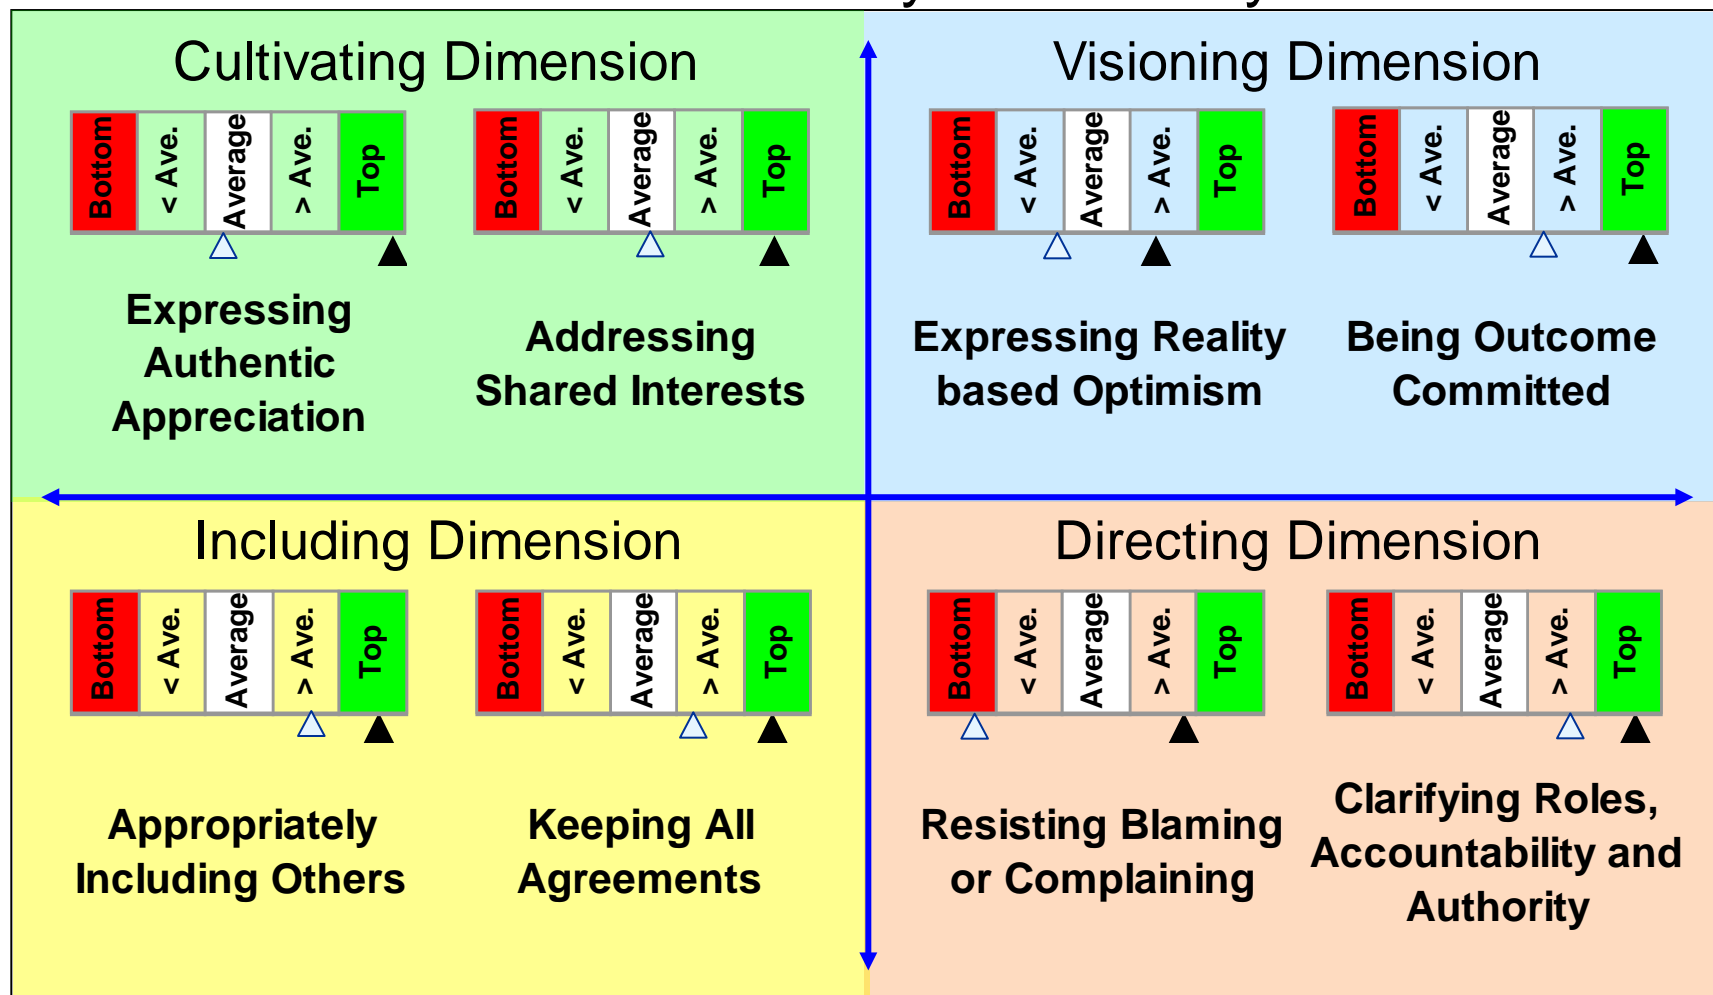 Cultivating Dimension
Bottom
< Ave.
Average
> Ave.
Top
Bottom
< Ave.
Average
> Ave.
Top
Expressing
Authentic
Appreciation
Addressing
Shared Interests
Visioning Dimension
Bottom
< Ave.
Average
> Ave.
Top
Bottom
< Ave.
Average
> Ave.
Top
Expressing Reality
based Optimism
Being Outcome
Committed
Including Dimension
Bottom
< Ave.
Average
> Ave.
Top
Bottom
< Ave.
Average
> Ave.
Top
Appropriately
Including Others
Keeping All
Agreements
Directing Dimension
Bottom
< Ave.
Average
> Ave.
Top
Bottom
< Ave.
Average
> Ave.
Top
Resisting Blaming
or Complaining
Clarifying Roles,
Accountability and
Authority